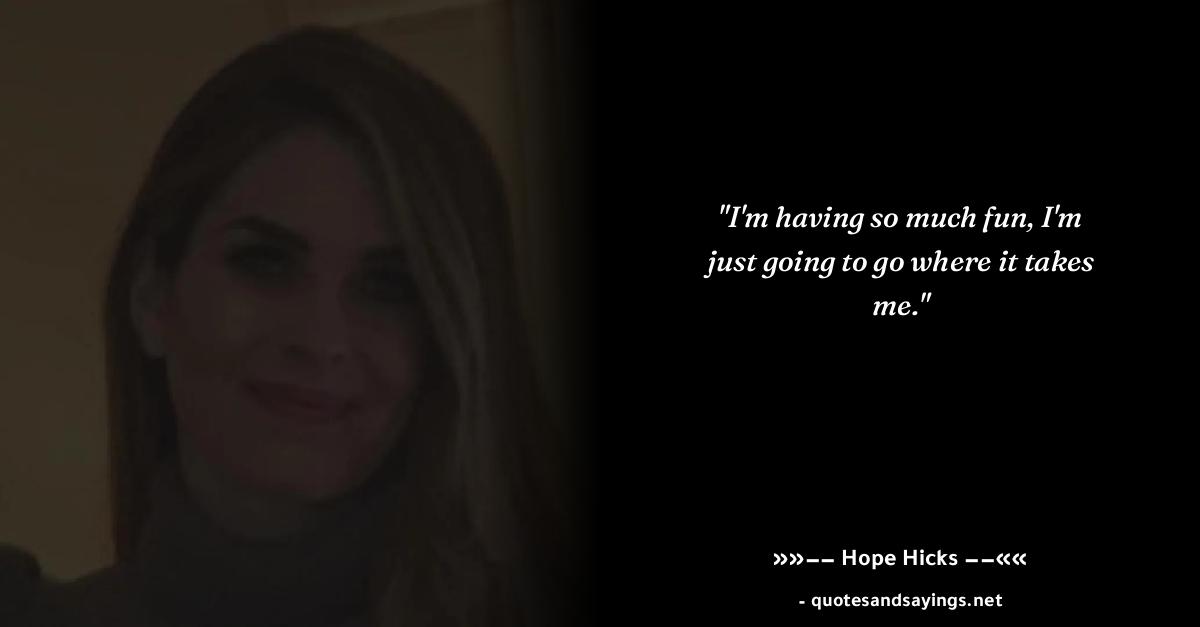 "I'm having so much fun, I'm
just going to go where it takes
me."
»»–– Hope Hicks ––««
- quotesandsayings.net